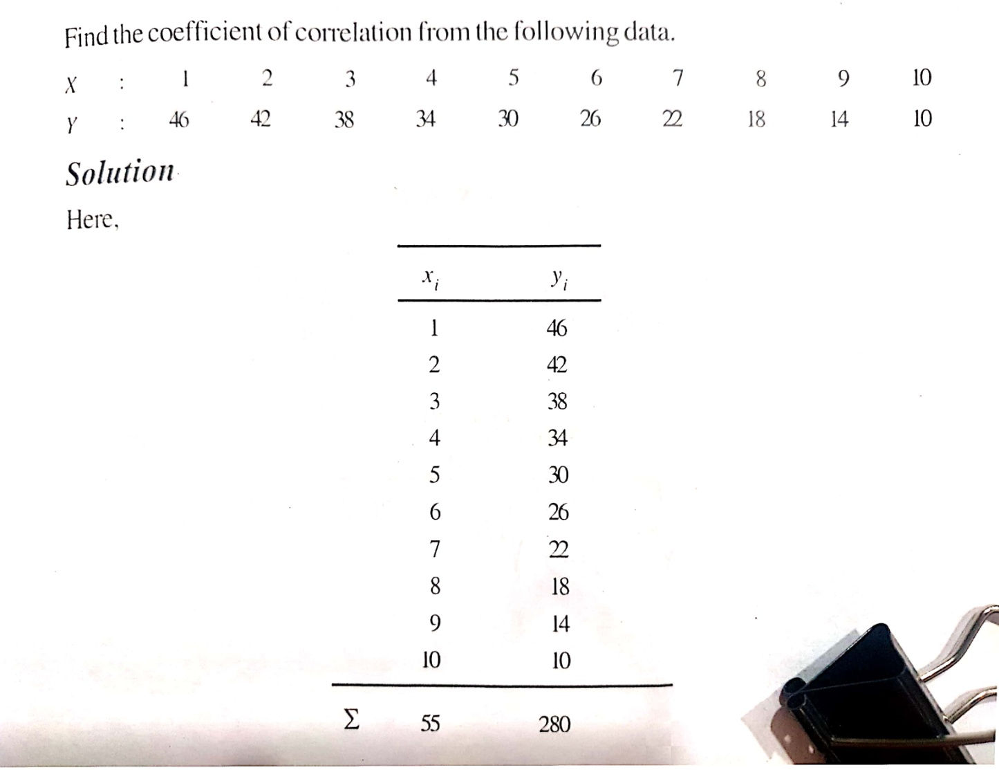 Find the coefficient of correlation from the following data.
X : 1 2 3 4 5 6 7 8 9 10
Y : 46 42 38 34 30 26 22 18 14 10
Solution
Here,
x_i y_i
1 46
2 42
3 38
4 34
5 30
6 26
7 22
8 18
9 14
10 10
Σ 55 280